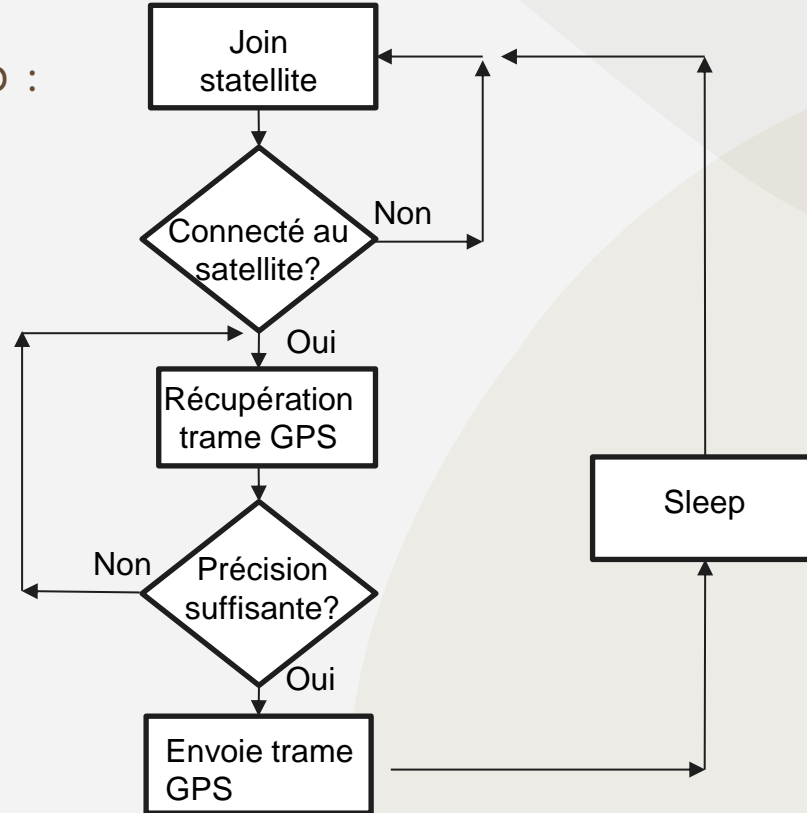 Join
statellite
:
Connecté au
satellite?
Non
Oui
Récupération
trame GPS
Précision
suffisante?
Non
Oui
Envoie trame
GPS
Sleep